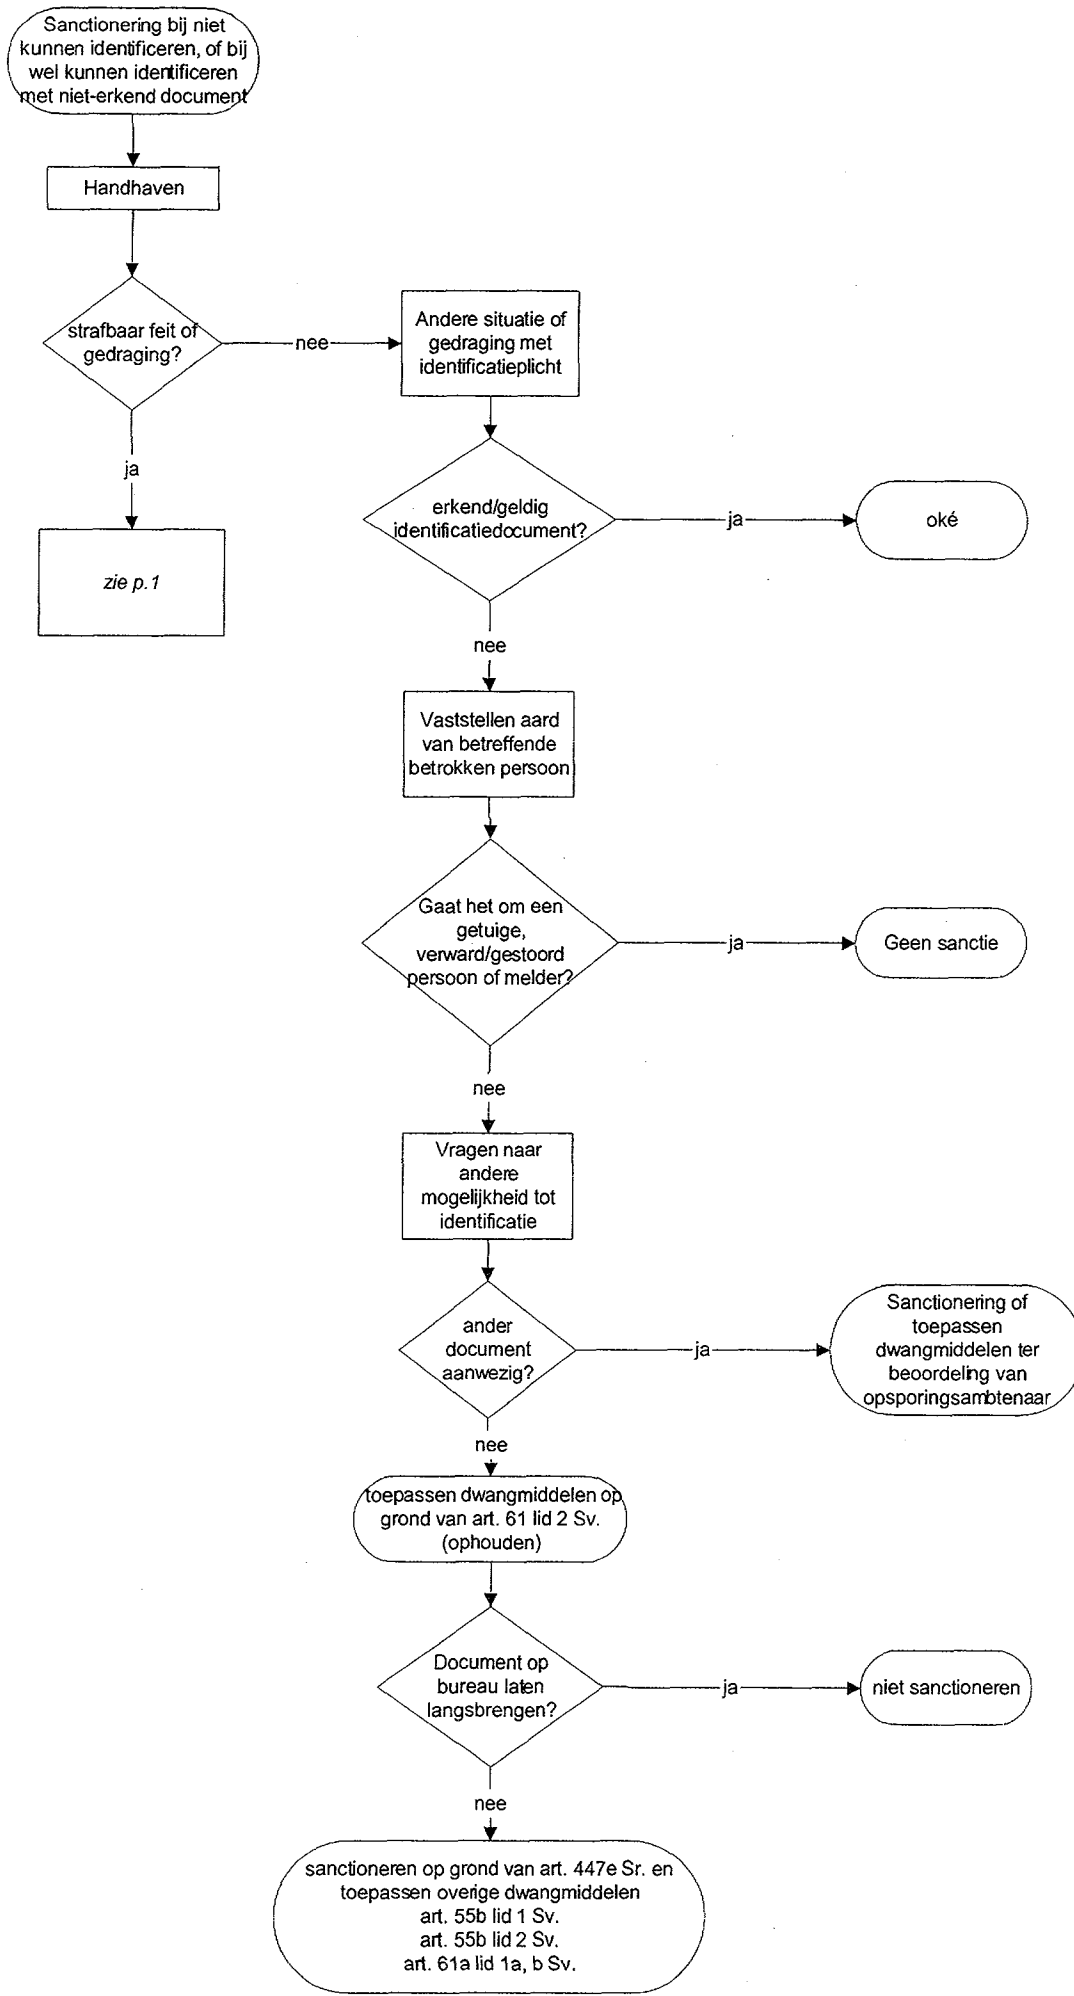 Sanctionering bij niet
kunnen identificeren, of bij
wel kunnen identificeren
met niet-erkend document
Handhaven
strafbaar feit of
gedraging?
nee
Andere situatie of
gedraging met
identificatieplicht
ja
zie p.1
erkend/geldig
identificatiedocument?
ja
oké
nee
Vaststellen aard
van betreffende
betrokken persoon
Gaat het om een
getuige,
verward/gestoord
persoon of melder?
ja
Geen sanctie
nee
Vragen naar
andere
mogelijkheid tot
identificatie
ander
document
aanwezig?
ja
Sanctionering of
toepassen
dwangmiddelen ter
beoordeling van
opsporingsambtenaar
nee
toepassen dwangmiddelen op
grond van art. 61 lid 2 Sv.
(ophouden)
Document op
bureau laten
langsbrengen?
ja
niet sanctioneren
nee
sanctioneren op grond van art. 447e Sr. en
toepassen overige dwangmiddelen
art. 55b lid 1 Sv.
art. 55b lid 2 Sv.
art. 61a lid 1a, b Sv.